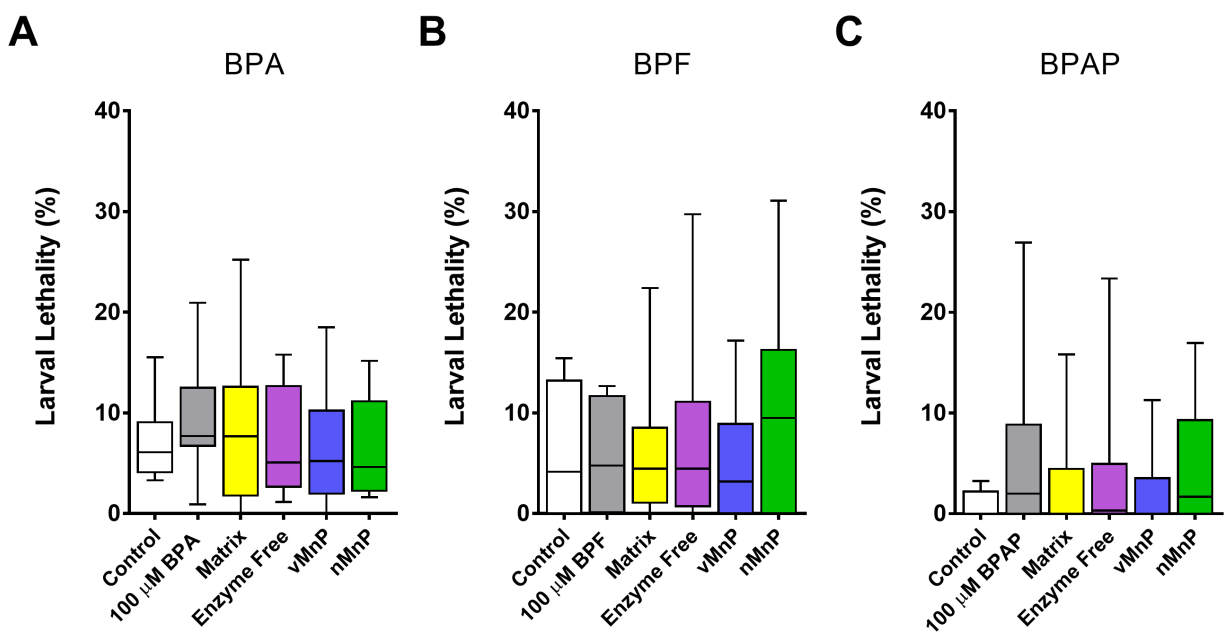 A
BPA
Larval Lethality (%)
40
30
20
10
0
Control
100 μM BPA
Matrix
Enzyme Free
vMnP
nMnP
B
BPF
Larval Lethality (%)
40
30
20
10
0
Control
100 μM BPF
Matrix
Enzyme Free
vMnP
nMnP
C
BPAP
Larval Lethality (%)
40
30
20
10
0
Control
100 μM BPAP
Matrix
Enzyme Free
vMnP
nMnP